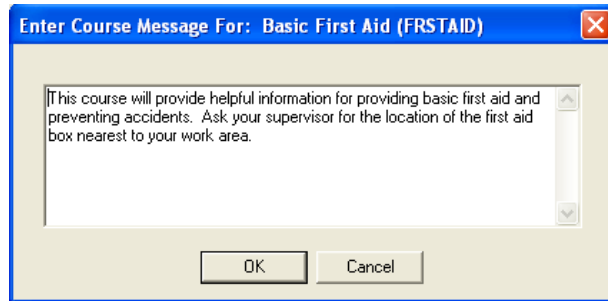 Enter Course Message For: Basic First Aid (FRSTAID)
This course will provide helpful information for providing basic first aid and
preventing accidents.  Ask your supervisor for the location of the first aid
box nearest to your work area.
OK
Cancel